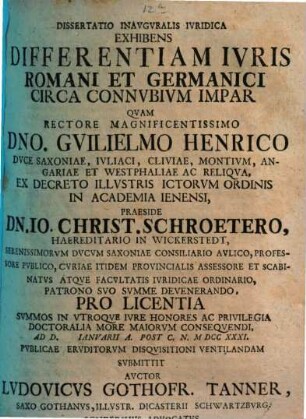 DISSERTATIO INAVGVRALIS IVRIDICA
EXHIBENS
DIFFERENTIAM IVRIS
ROMANI ET GERMANICI
CIRCA CONNVBIVM IMPAR
QVAM
RECTORE MAGNIFICENTISSIMO
DNO. GVILIELMO HENRICO
DVCE SAXONIAE, IVLIACI, CLIVIAE, MONTIVM, AN-
GARIAE ET WESTPHALIAE AC RELIQVA,
EX DECRETO ILLVSTRIS ICTORVM ORDINIS
IN ACADEMIA IENENSI,
PRAESIDE
DN. IO. CHRIST. SCHROETERO,
HAEREDITARIO IN WICKERSTEDT,
SERENISSIMORVM DVCVM SAXONIAE CONSILIARIO AVLICO, PROFES-
SORE PVBLICO, CVRIAE ITIDEM PROVINCIALIS ASSESSORE ET SCABI-
NATVS ATQVE FACVLTATIS IVRIDICAE ORDINARIO,
PATRONO SVO SVMME DEVENERANDO,
PRO LICENTIA
SVMMOS IN VTROQVE IVRE HONORES AC PRIVILEGIA
DOCTORALIA MORE MAIORVM CONSEQVENDI,
AD D. IANVARII A. POST C. N. M DCC XXXI.
PVBLICAE ERVDITORVM DISQVISITIONI VENTILANDAM
SVBMITTIT
AVCTOR
LVDOVICVS GOTHOFR. TANNER,
SAXO GOTHANVS, ILLVSTR. DICASTERII SCHWARTZBVRG/